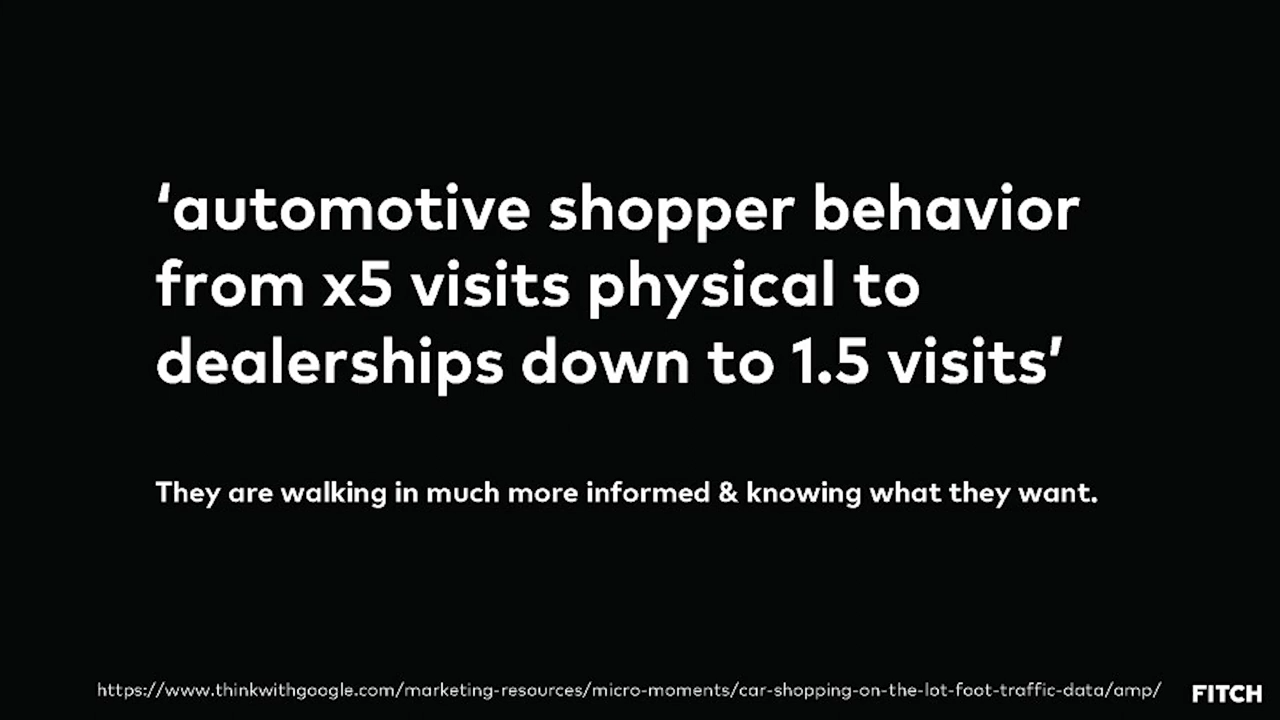 ‘automotive shopper behavior
from x5 visits physical to
dealerships down to 1.5 visits’
They are walking in much more informed & knowing what they want.
https://www.thinkwithgoogle.com/marketing-resources/micro-moments/car-shopping-on-the-lot-foot-traffic-data/amp/
FITCH